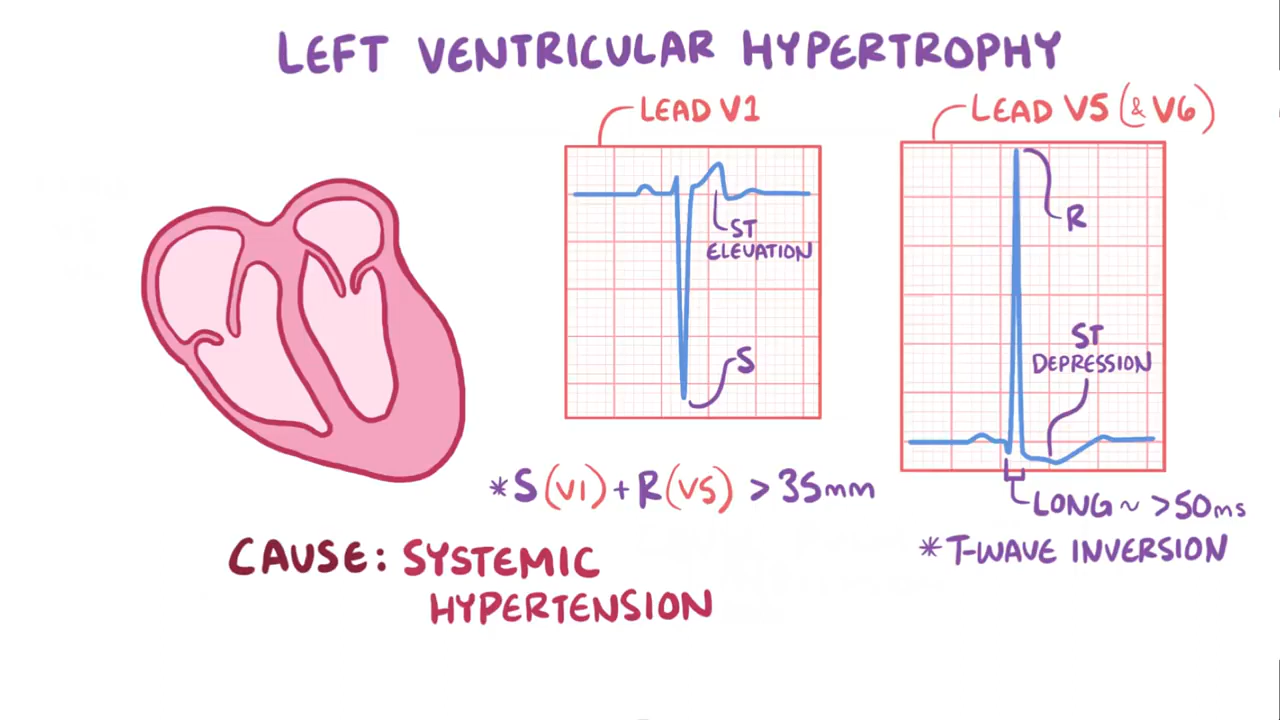 LEFT VENTRICULAR HYPERTROPHY
LEAD V1
LEAD V5 (& V6)
ST
ELEVATION
S
R
ST
DEPRESSION
*S (V1) + R (V5) > 35mm
LONG ~ >50ms
*T-WAVE INVERSION
CAUSE: SYSTEMIC
HYPERTENSION